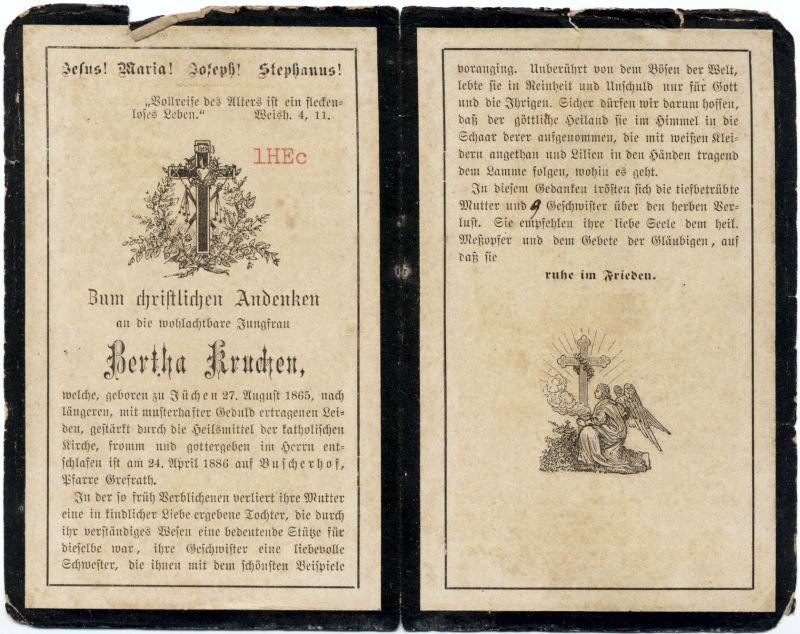 Jesus! Maria! Joseph! Stephanus!
„Vollreife des Alters ist ein flecken-
loses Leben.“ Weish. 4, 11.
1HEc
Zum christlichen Andenken
an die wohlachtbare Jungfrau
Bertha Kruchen,
welche, geboren zu Jüchen 27. August 1865, nach
längeren, mit musterhafter Geduld ertragenen Lei-
den, gestärkt durch die Heilsmittel der katholischen
Kirche, fromm und gottergeben im Herrn ent-
schlafen ist am 24. April 1886 auf Buscherhof,
Pfarre Grefrath.
In der so früh Verblichenen verliert ihre Mutter
eine in kindlicher Liebe ergebene Tochter, die durch
ihr verständiges Wesen eine bedeutende Stütze für
dieselbe war, ihre Geschwister eine liebevolle
Schwester, die ihnen mit dem schönsten Beispiele
voranging. Unberührt von dem Bösen der Welt,
lebte sie in Reinheit und Unschuld nur für Gott
und die Ihrigen. Sicher dürfen wir darum hoffen,
daß der göttliche Heiland sie im Himmel in die
Schaar derer aufgenommen, die mit weißen Klei-
dern angethan und Lilien in den Händen tragend
dem Lamme folgen, wohin es geht.
In diesem Gedanken trösten sich die tiefbetrübte
Mutter und 9 Geschwister über den herben Ver-
lust. Sie empfehlen ihre liebe Seele dem heil.
Meßopfer und dem Gebete der Gläubigen, auf
daß sie
ruhe im Frieden.